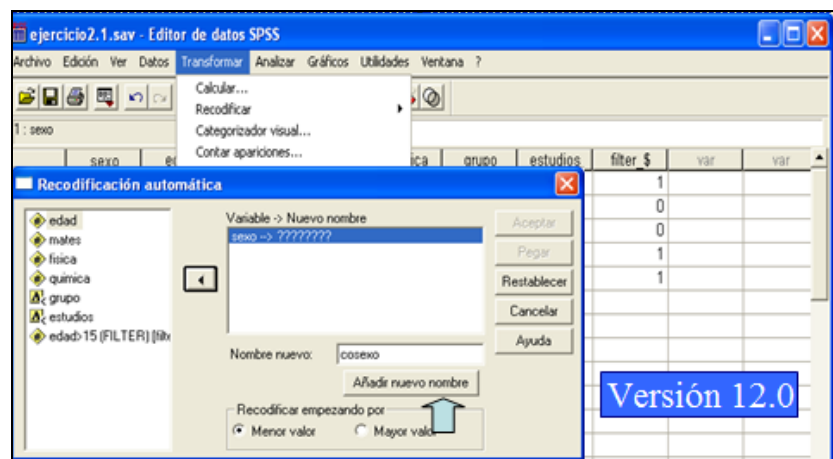 ejercicio2.1.sav - Editor de datos SPSS
Archivo Edición Ver Datos Transformar Analizar Gráficos Utilidades Ventana ?
Calcular...
Recodificar
Categorizador visual...
Contar apariciones...
1 : sexo
sexo grupo estudios filter_$ var var
1
0
0
1
1
Recodificación automática
edad
mates
fisica
quimica
grupo
estudios
edad>15 (FILTER)
Variable -> Nuevo nombre
sexo --> ????????
Nombre nuevo: cosexo
Añadir nuevo nombre
Recodificar empezando por
Menor valor Mayor valor
Aceptar
Pegar
Restablecer
Cancelar
Ayuda
Versión 12.0